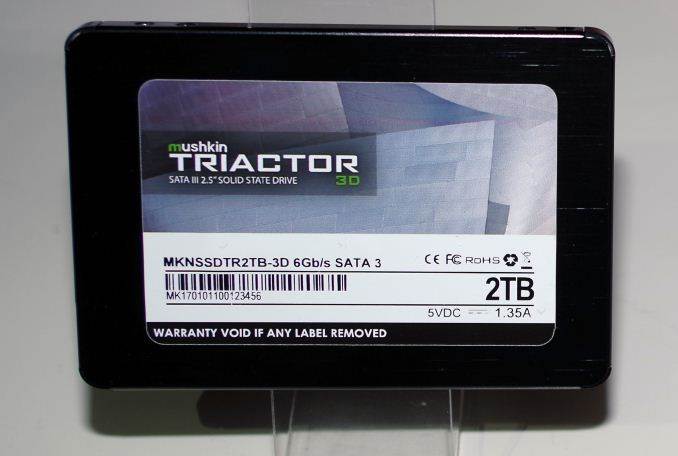 mushkin
TRIACTOR
SATA III 2.5" SOLID STATE DRIVE 3D
MKNSSDTR2TB-3D 6Gb/s SATA 3 CE FC RoHS
MK170101100123456
2TB
5VDC 1.35A
WARRANTY VOID IF ANY LABEL REMOVED